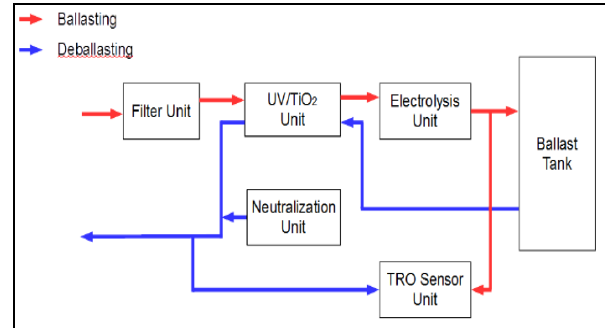 Ballasting
Deballasting
Filter Unit
UV/TiO₂
Unit
Electrolysis
Unit
Ballast
Tank
Neutralization
Unit
TRO Sensor
Unit